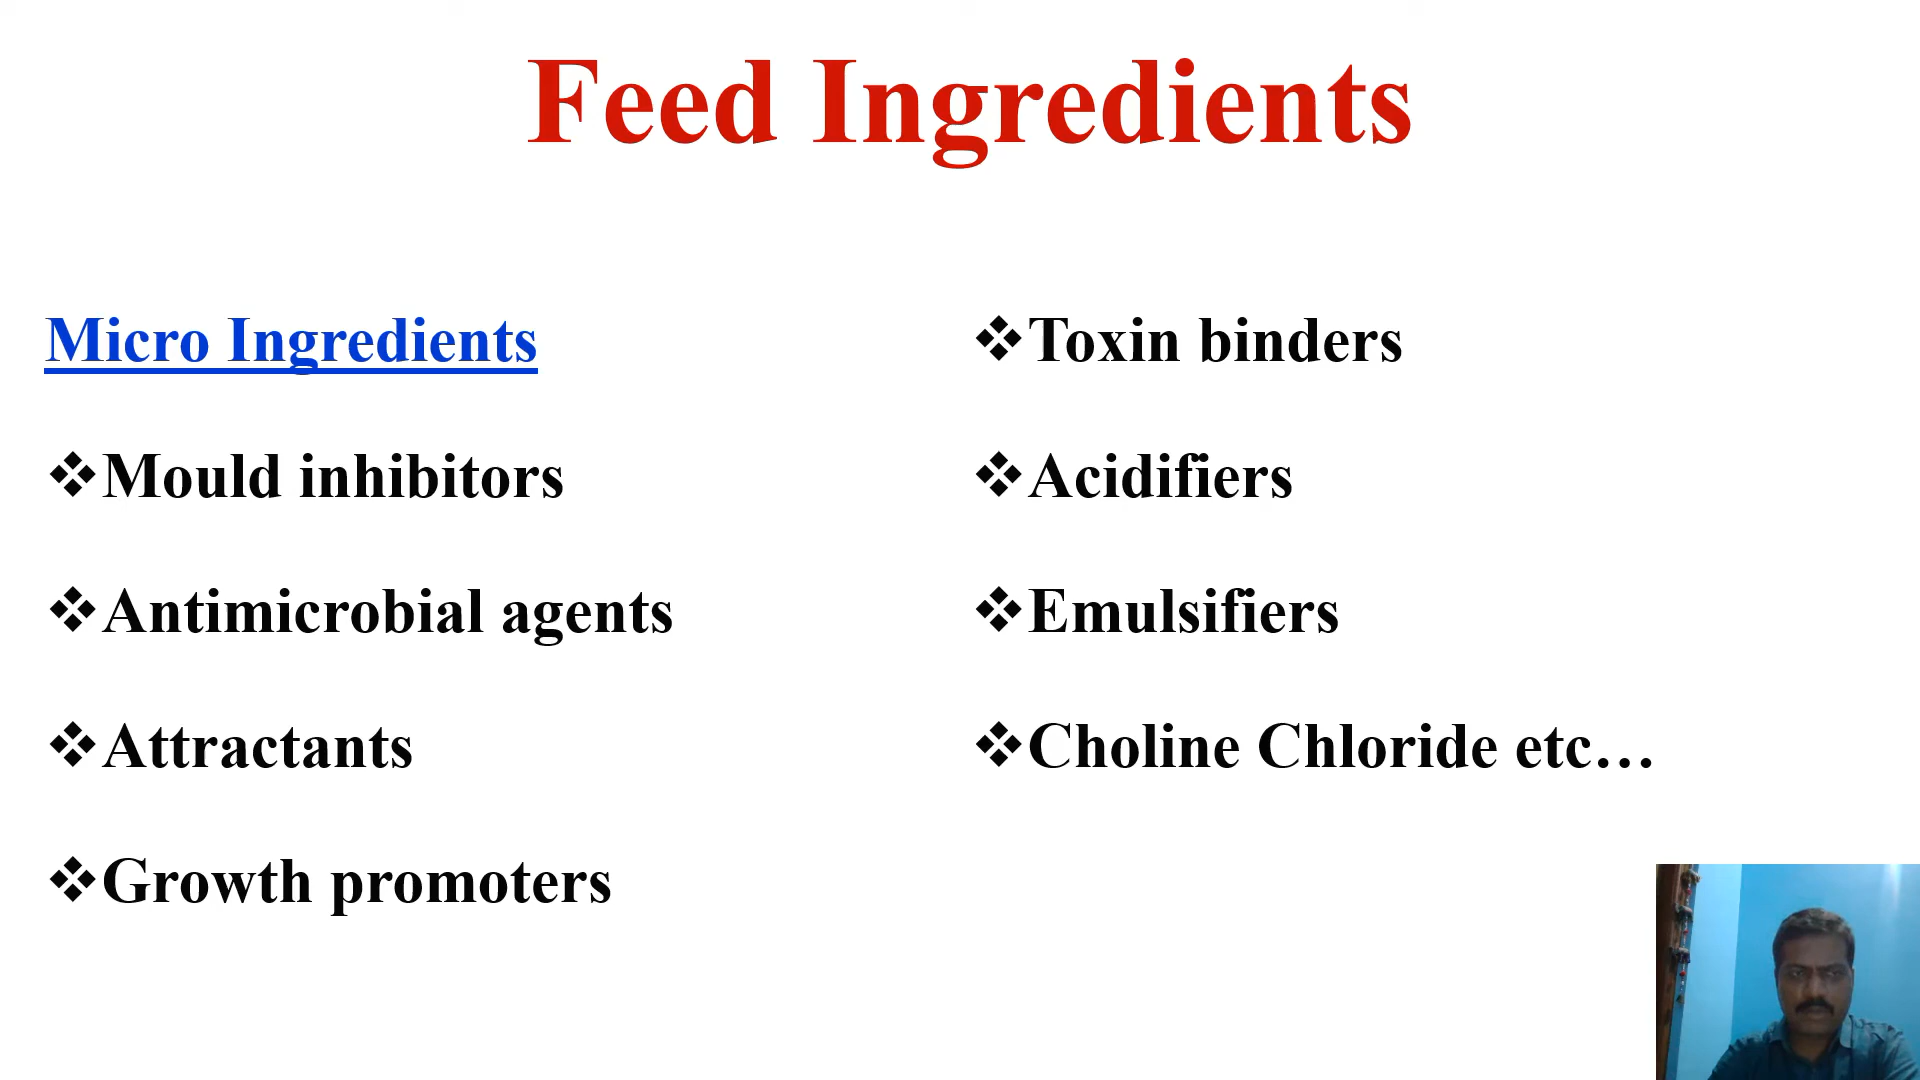 Feed Ingredients
Micro Ingredients
❖Mould inhibitors
❖Antimicrobial agents
❖Attractants
❖Growth promoters
❖Toxin binders
❖Acidifiers
❖Emulsifiers
❖Choline Chloride etc…